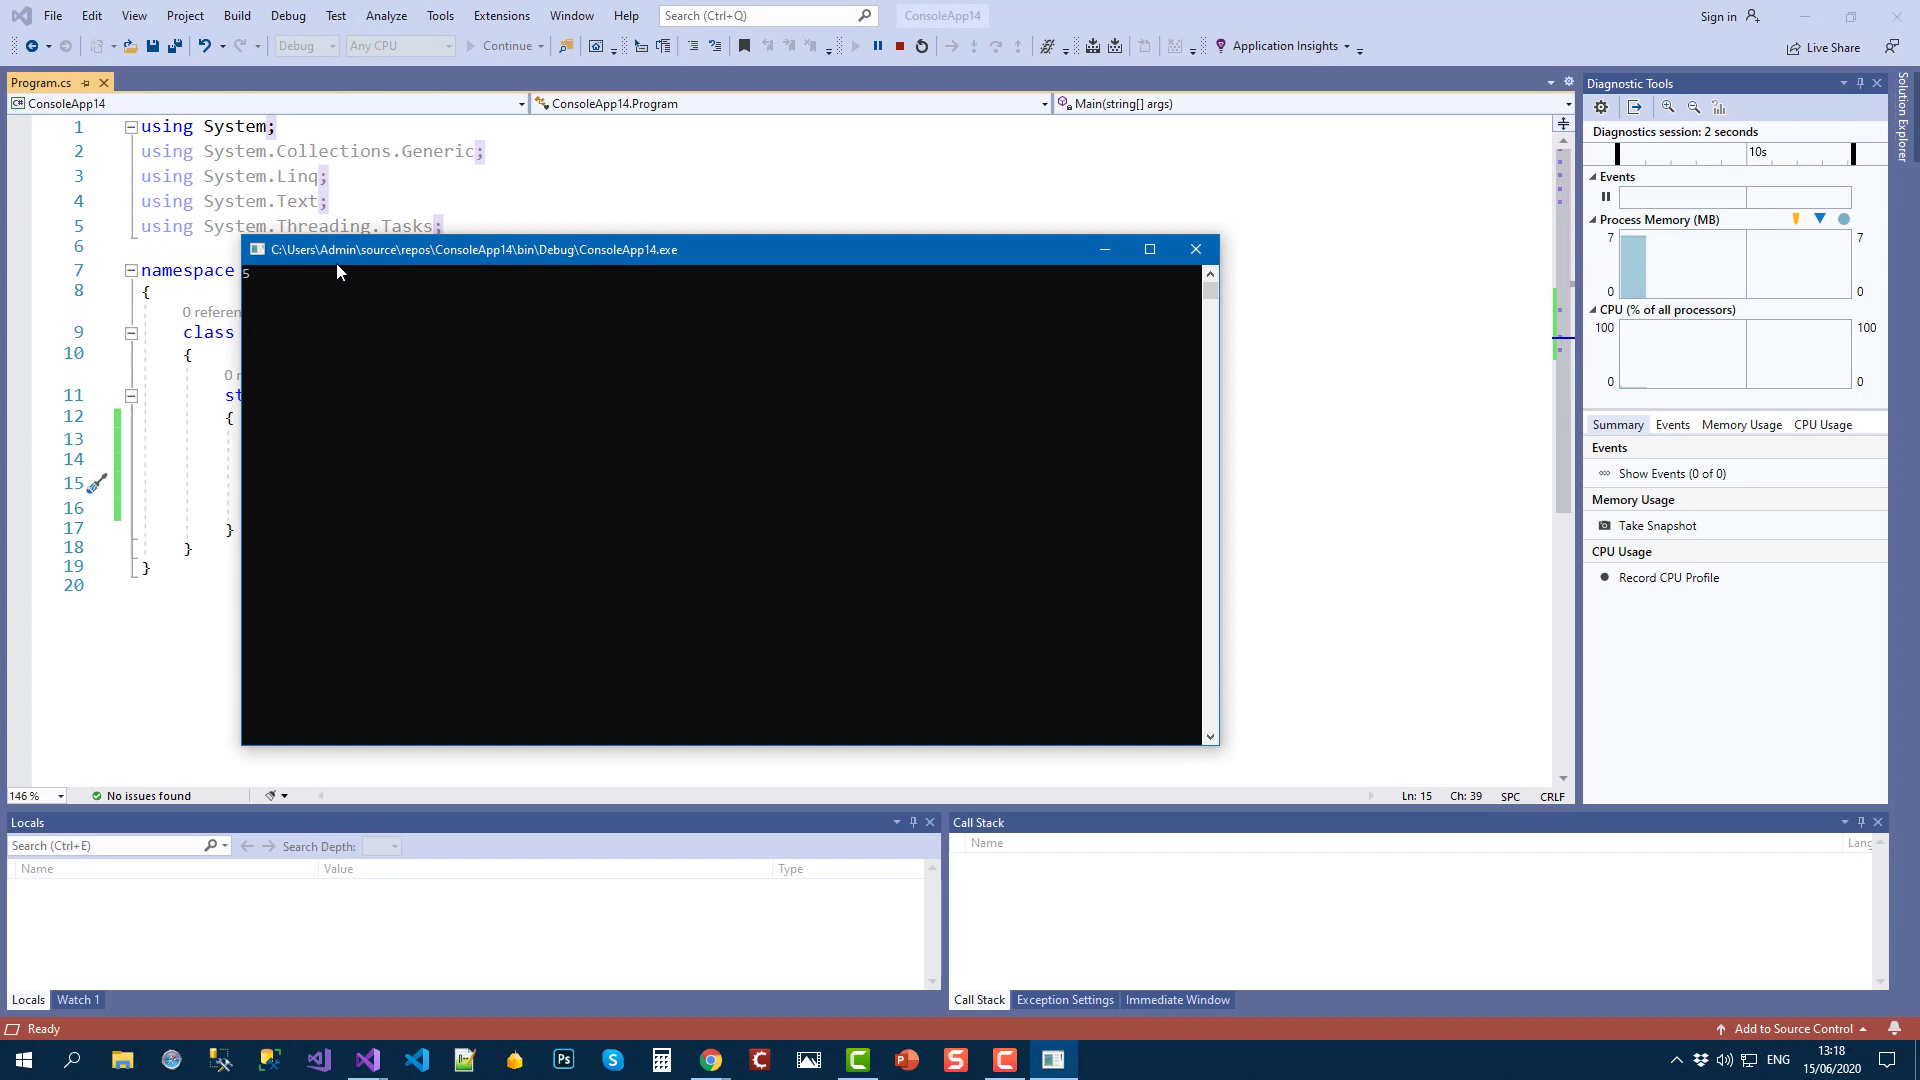 File Edit View Project Build Debug Test Analyze Tools Extensions Window Help Search (Ctrl+Q) ConsoleApp14 Sign in
Debug Any CPU Continue Application Insights Live Share
Program.cs
ConsoleApp14 ConsoleApp14.Program Main(string[] args)
1 using System;
2 using System.Collections.Generic;
3 using System.Linq;
4 using System.Text;
5 using System.Threading.Tasks;
6
7 namespace
8 {
0 referen
9 class
10 {
0 r
11 st
12 {
13
14
15
16
17 }
18 }
19 }
20
C:\Users\Admin\source\repos\ConsoleApp14\bin\Debug\ConsoleApp14.exe
5
146 % No issues found Ln: 15 Ch: 39 SPC CRLF
Diagnostic Tools
Diagnostics session: 2 seconds
10s
Events
Process Memory (MB)
7 7
0 0
CPU (% of all processors)
100 100
0 0
Summary Events Memory Usage CPU Usage
Events
Show Events (0 of 0)
Memory Usage
Take Snapshot
CPU Usage
Record CPU Profile
Solution Explorer
Locals
Search (Ctrl+E) Search Depth:
Name Value Type
Locals Watch 1
Call Stack
Name Lang
Call Stack Exception Settings Immediate Window
Ready Add to Source Control
Ps
ENG
13:18
15/06/2020